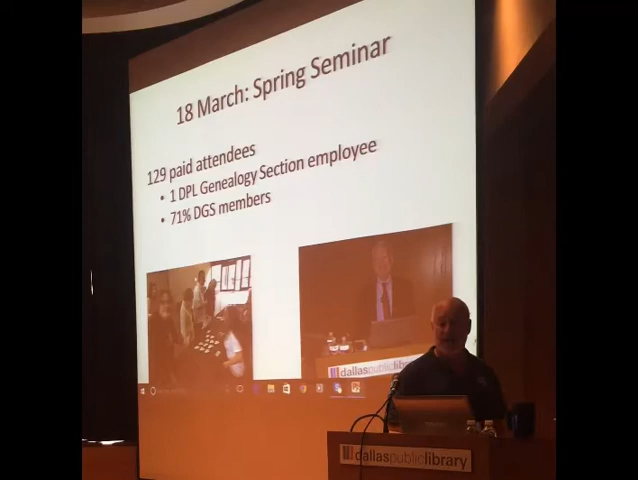 18 March: Spring Seminar
129 paid attendees
• 1 DPL Genealogy Section employee
• 71% DGS members
dallaspubliclibrary
dallaspubliclibrary